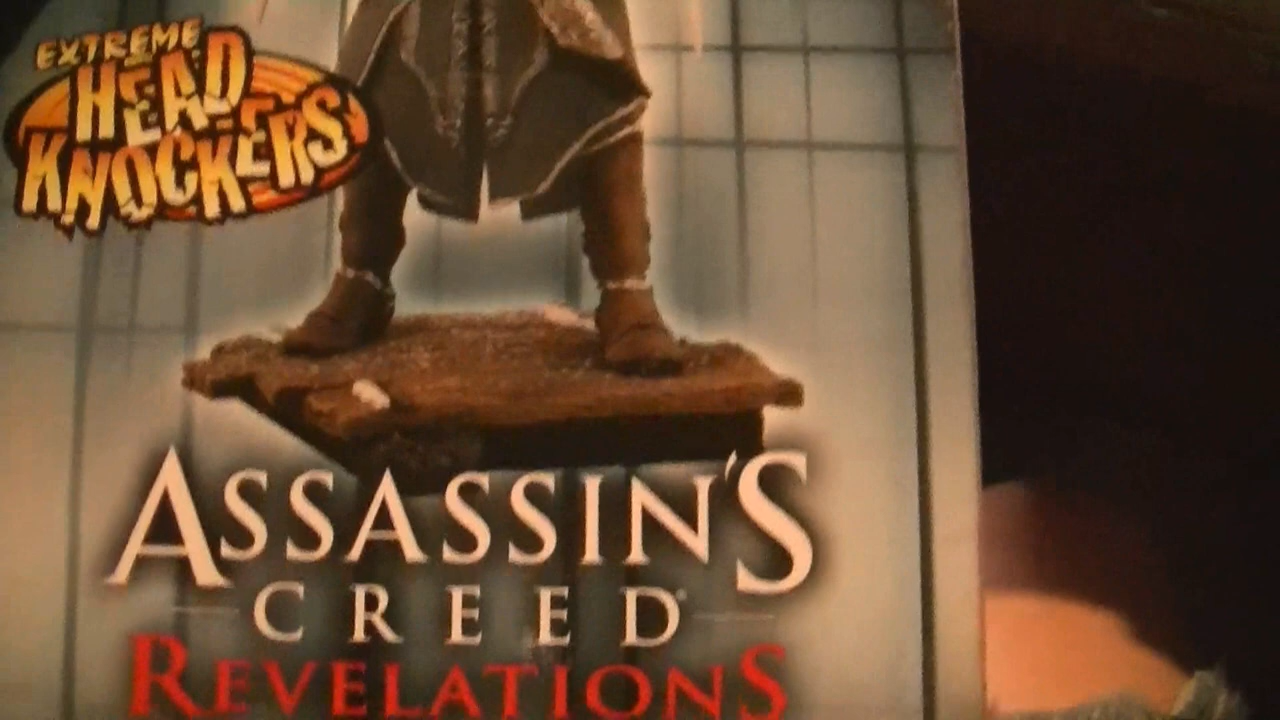 EXTREME
HEAD
KNOCKERS
ASSASSIN'S
CREED
REVELATIONS